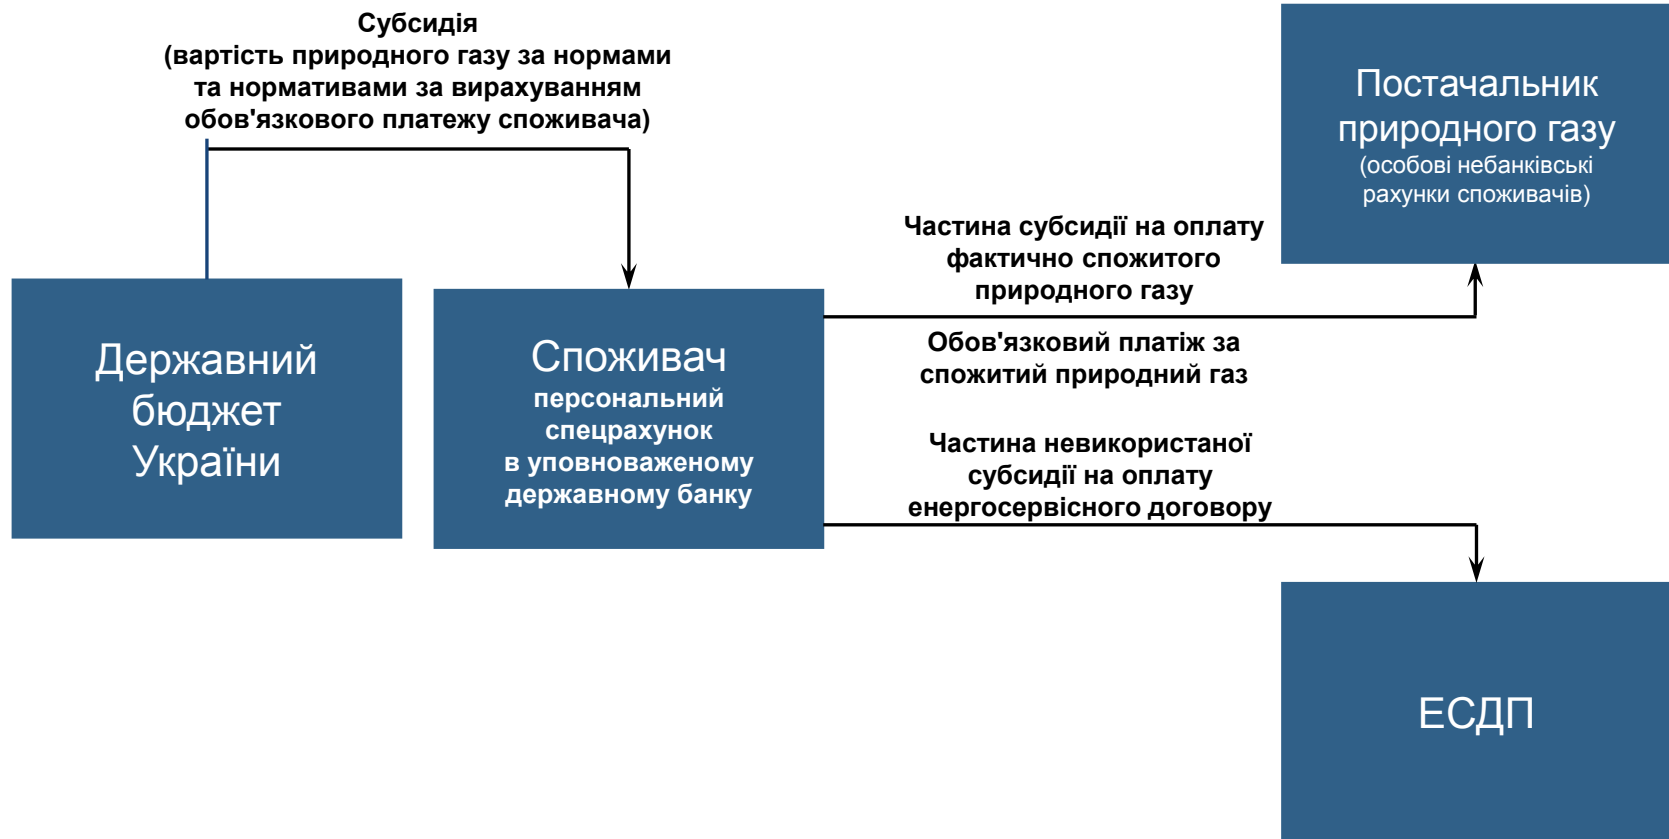 Субсидія
(вартість природного газу за нормами
та нормативами за вирахуванням
обов'язкового платежу споживача)
Державний
бюджет
України
Споживач
персональний
спецрахунок
в уповноваженому
державному банку
Частина субсидії на оплату
фактично спожитого
природного газу
Обов'язковий платіж за
спожитий природний газ
Частина невикористаної
субсидії на оплату
енергосервісного договору
Постачальник
природного газу
(особові небанківські
рахунки споживачів)
ЕСДП